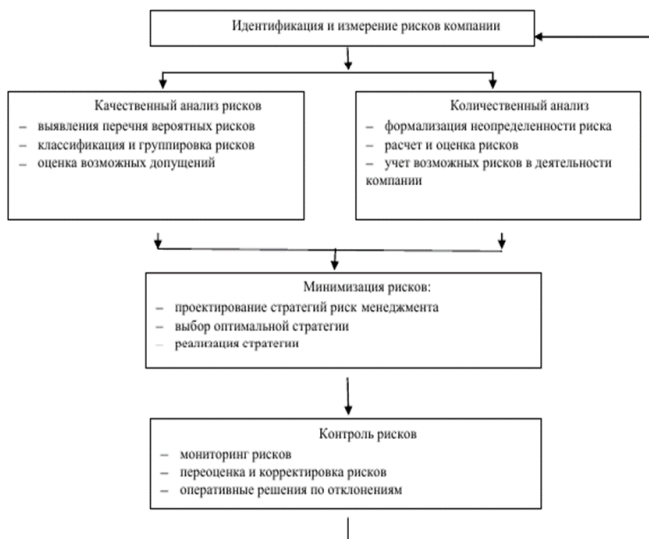 Идентификация и измерение рисков компании
Качественный анализ рисков
– выявления перечня вероятных рисков
– классификация и группировка рисков
– оценка возможных допущений
Количественный анализ
– формализация неопределенности риска
– расчет и оценка рисков
– учет возможных рисков в деятельности
компании
Минимизация рисков:
– проектирование стратегий риск менеджмента
– выбор оптимальной стратегии
– реализация стратегии
Контроль рисков
– мониторинг рисков
– переоценка и корректировка рисков
– оперативные решения по отклонениям